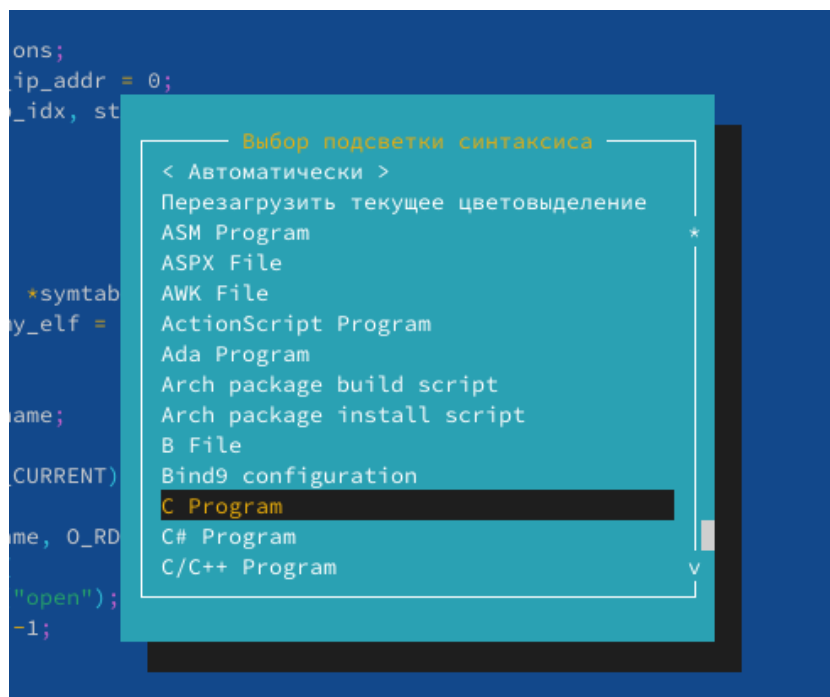 ons;
ip_addr = 0;
_idx, st
Выбор подсветки синтаксиса
< Автоматически >
Перезагрузить текущее цветовыделение
ASM Program
*
ASPX File
*symtab
AWK File
y_elf =
ActionScript Program
Ada Program
Arch package build script
ame;
Arch package install script
B File
_CURRENT)
Bind9 configuration
C Program
me, O_RD
C# Program
C/C++ Program
v
"open");
-1;